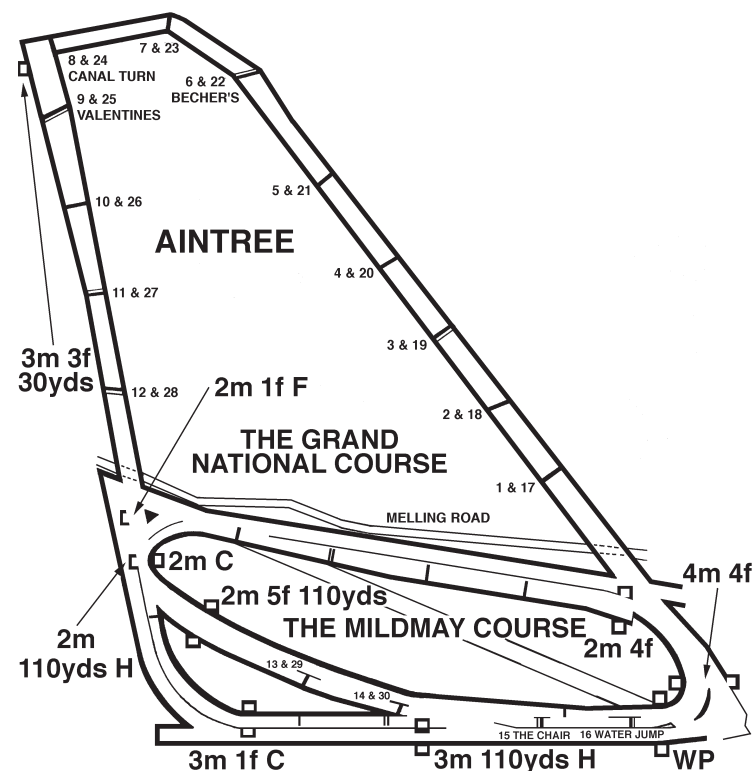 7 & 23
8 & 24
CANAL TURN
6 & 22
BECHER'S
9 & 25
VALENTINES
5 & 21
10 & 26
AINTREE
4 & 20
11 & 27
3 & 19
3m 3f
30yds
12 & 28
2m 1f F
2 & 18
THE GRAND
NATIONAL COURSE
1 & 17
MELLING ROAD
2m C
4m 4f
2m 5f 110yds
THE MILDMAY COURSE
2m
110yds H
2m 4f
13 & 29
14 & 30
15 THE CHAIR
16 WATER JUMP
3m 1f C
3m 110yds H
WP